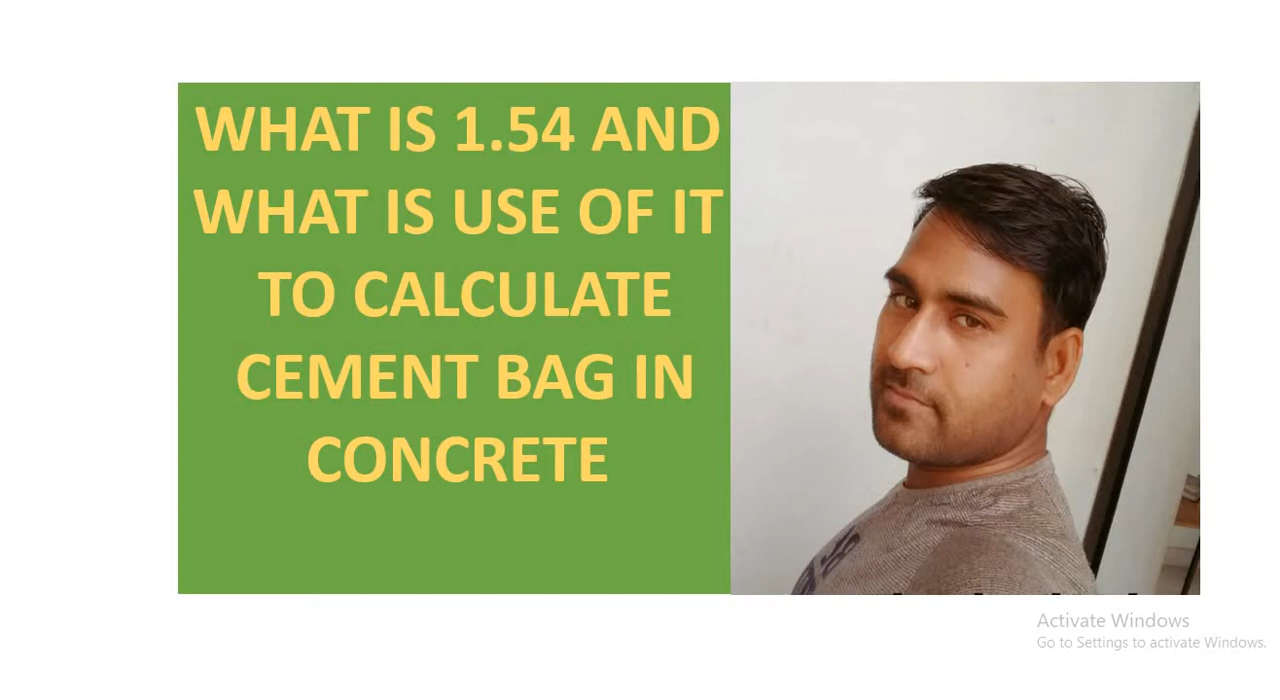 WHAT IS 1.54 AND
WHAT IS USE OF IT
TO CALCULATE
CEMENT BAG IN
CONCRETE
Activate Windows
Go to Settings to activate Windows.